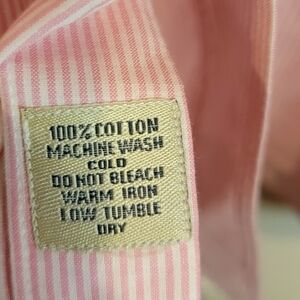 100% COTTON
MACHINE WASH
COLD
DO NOT BLEACH
WARM IRON
LOW TUMBLE
DRY